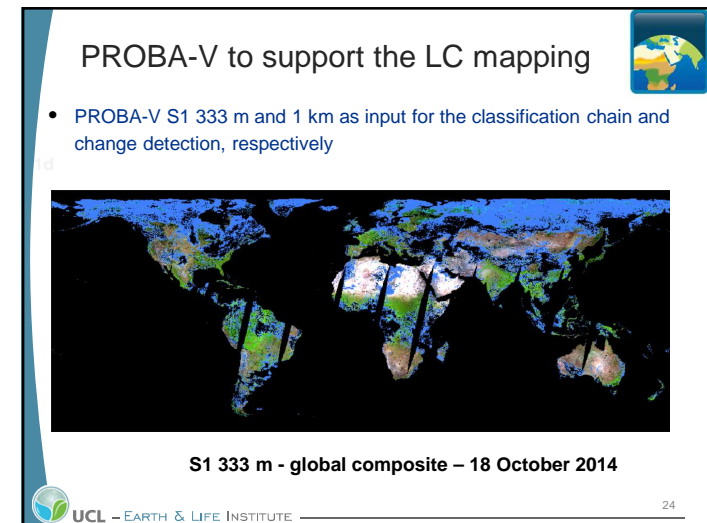 PROBA-V to support the LC mapping
• PROBA-V S1 333 m and 1 km as input for the classification chain and
change detection, respectively
1d
S1 333 m - global composite – 18 October 2014
UCL – EARTH & LIFE INSTITUTE
24